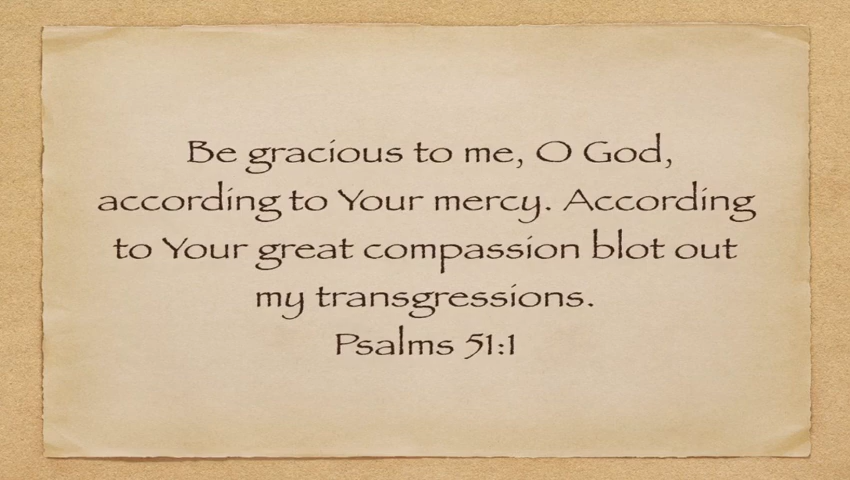 Be gracious to me, O God,
according to Your mercy. According
to Your great compassion blot out
my transgressions.
Psalms 51:1